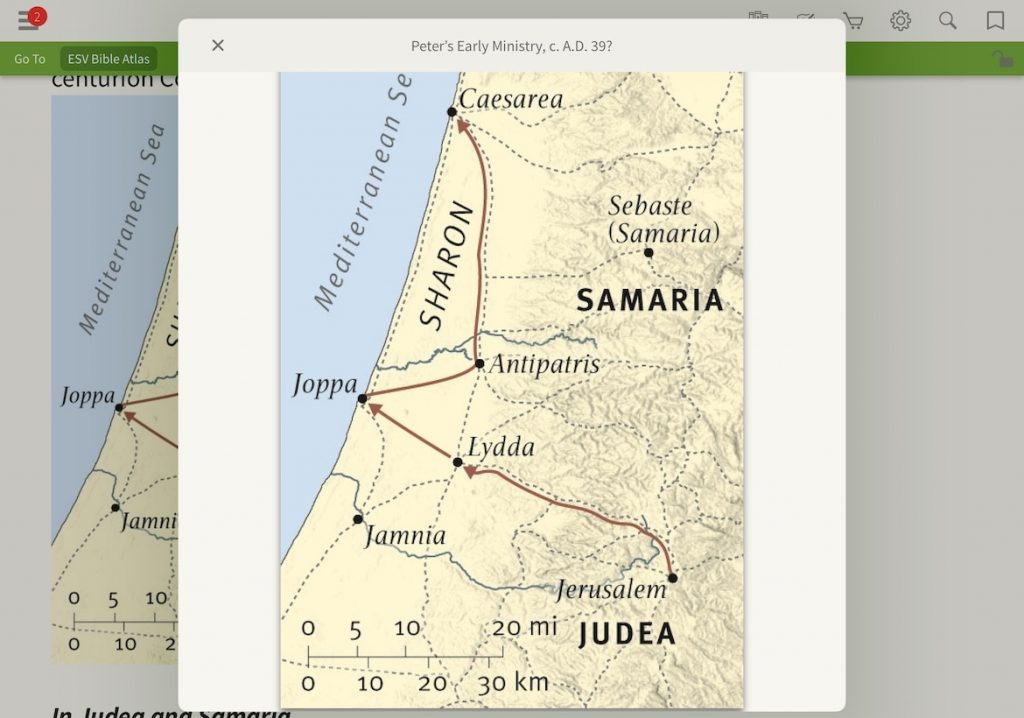 2
Go To
ESV Bible Atlas
Peter's Early Ministry, c. A.D. 39?
centurion
Mediterranean Sea
Joppa
0 5 10
0 10 2
In Judea and Samaria
Mediterranean Se
Caesarea
SHARON
Sebaste
(Samaria)
SAMARIA
Antipatris
Joppa
Lydda
Jamnia
Jerusalem
JUDEA
0 5 10 20 mi
0 10 20 30 km